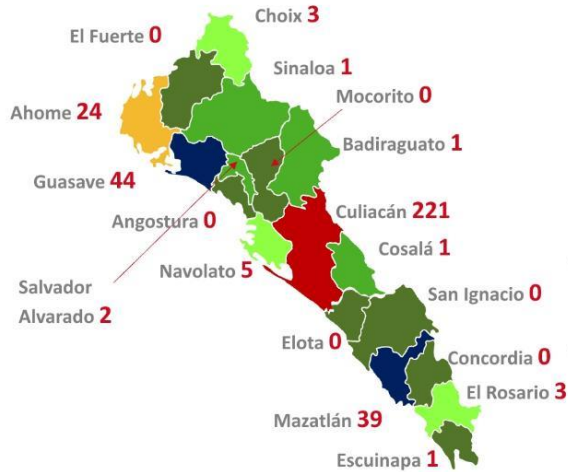 Choix 3
El Fuerte 0
Sinaloa 1
Mocorito 0
Ahome 24
Badiraguato 1
Guasave 44
Culiacán 221
Angostura 0
Cosalá 1
Navolato 5
Salvador
Alvarado 2
San Ignacio 0
Elota 0
Concordia 0
El Rosario 3
Mazatlán 39
Escuinapa 1